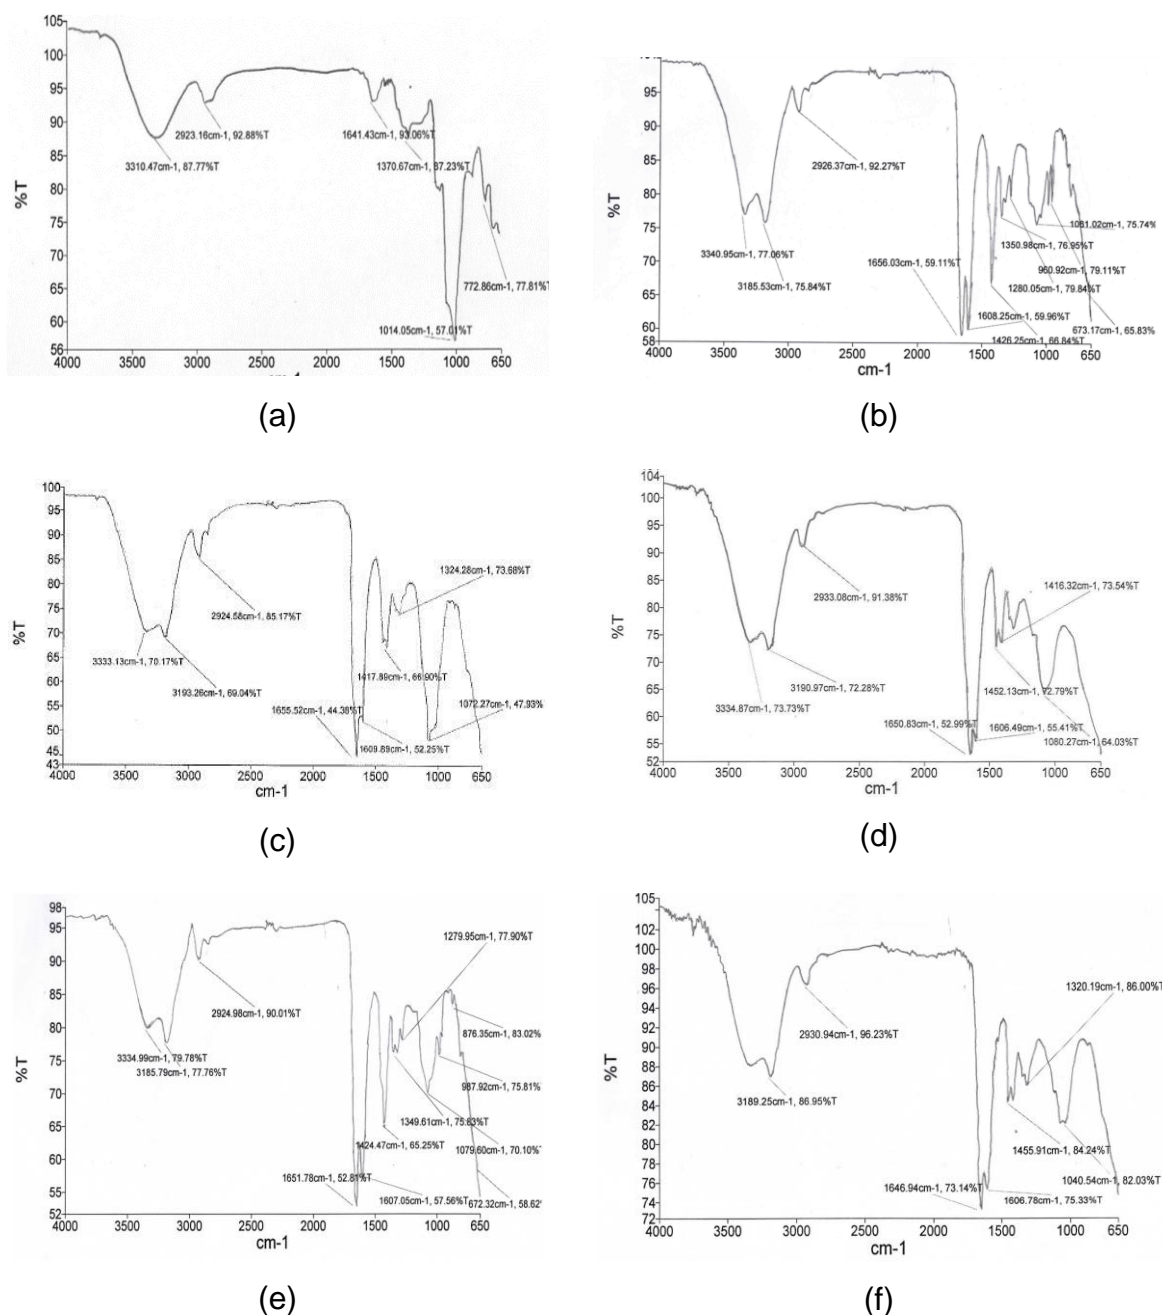 105
100
95
90
85
80
75
70
65
60
56
%T
2923.16cm-1, 92.88%T
3310.47cm-1, 87.77%T
1641.43cm-1, 93.06%T
1370.67cm-1, 87.23%T
772.86cm-1, 77.81%T
1014.05cm-1, 57.01%T
4000 3500 3000 2500 2000 1500 1000 650
cm-1
(a)
95
90
85
80
75
70
65
60
58
%T
2926.37cm-1, 92.27%T
3340.95cm-1, 77.06%T
3185.53cm-1, 75.84%T
1656.03cm-1, 59.11%T
1061.02cm-1, 75.74%
1350.98cm-1, 76.95%T
960.92cm-1, 79.11%T
1280.05cm-1, 79.84%T
1608.25cm-1, 59.96%T
673.17cm-1, 65.83%
1426.25cm-1, 66.84%T
4000 3500 3000 2500 2000 1500 1000 650
cm-1
(b)
100
95
90
85
80
75
70
65
60
55
50
45
43
%T
1324.28cm-1, 73.68%T
2924.58cm-1, 85.17%T
3333.13cm-1, 70.17%T
3193.26cm-1, 69.04%T
1417.89cm-1, 66.90%T
1655.52cm-1, 44.38%T
1072.27cm-1, 47.93%
1609.89cm-1, 52.25%T
4000 3500 3000 2500 2000 1500 1000 650
cm-1
(c)
104
100
95
90
85
80
75
70
65
60
55
52
%T
1416.32cm-1, 73.54%T
2933.08cm-1, 91.38%T
3190.97cm-1, 72.28%T
3334.87cm-1, 73.73%T
1452.13cm-1, 72.79%T
1650.83cm-1, 52.99%T
1606.49cm-1, 55.41%T
1080.27cm-1, 64.03%T
4000 3500 3000 2500 2000 1500 1000 650
cm-1
(d)
98
95
90
85
80
75
70
65
60
55
52
%T
1279.95cm-1, 77.90%T
2924.98cm-1, 90.01%T
876.35cm-1, 83.02%
3334.99cm-1, 79.78%T
3185.79cm-1, 77.76%T
987.92cm-1, 75.81%
1349.61cm-1, 75.83%T
1424.47cm-1, 65.25%T
1079.60cm-1, 70.10%
1651.78cm-1, 52.81%T
1607.05cm-1, 57.56%T
672.32cm-1, 58.62
4000 3500 3000 2500 2000 1500 1000 650
cm-1
(e)
105
102
100
98
96
94
92
90
88
86
84
82
80
78
76
74
72
%T
1320.19cm-1, 86.00%T
2930.94cm-1, 96.23%T
3189.25cm-1, 86.95%T
1455.91cm-1, 84.24%T
1040.54cm-1, 82.03%T
1646.94cm-1, 73.14%T
1606.78cm-1, 75.33%T
4000 3500 3000 2500 2000 1500 1000 650
cm-1
(f)